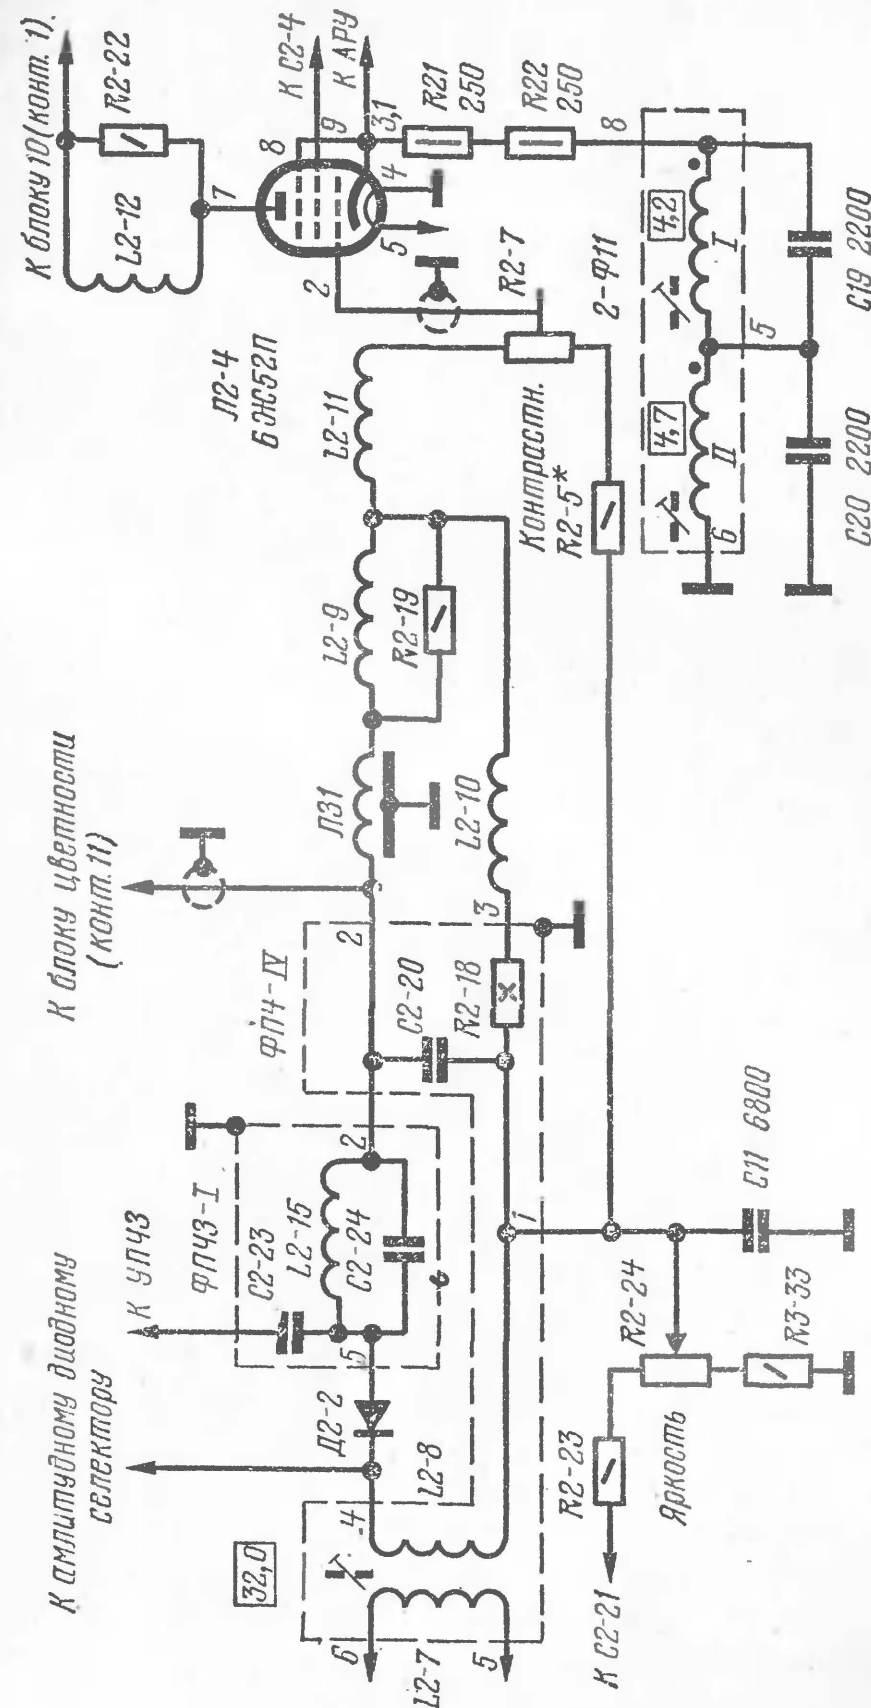 К амплитудному диодному
селектору
К УПЧЗ
К блоку цветности
(конт. 11)
К блоку 10 (конт. 1)
R2-22
L2-12
7
К С2-4
К АРУ
8
9
3,1
4
5
2
R21
250
R22
250
8
Л2-4
6Ж52П
R2-7
Контрастн.
R2-5*
2-Ф11
4,2
4,7
I
II
5
6
С19 2200
С20 2200
L2-11
L2-9
R2-19
ЛЗ1
L2-10
3
2
ФПЧ-IV
С2-20
R2-18
ФПЧЗ-I
С2-23
L2-15
С2-24
2
5
Д2-2
L2-8
32,0
4
6
L2-7
5
1
С11 6800
R2-24
R3-33
R2-23
Яркость
К С2-21